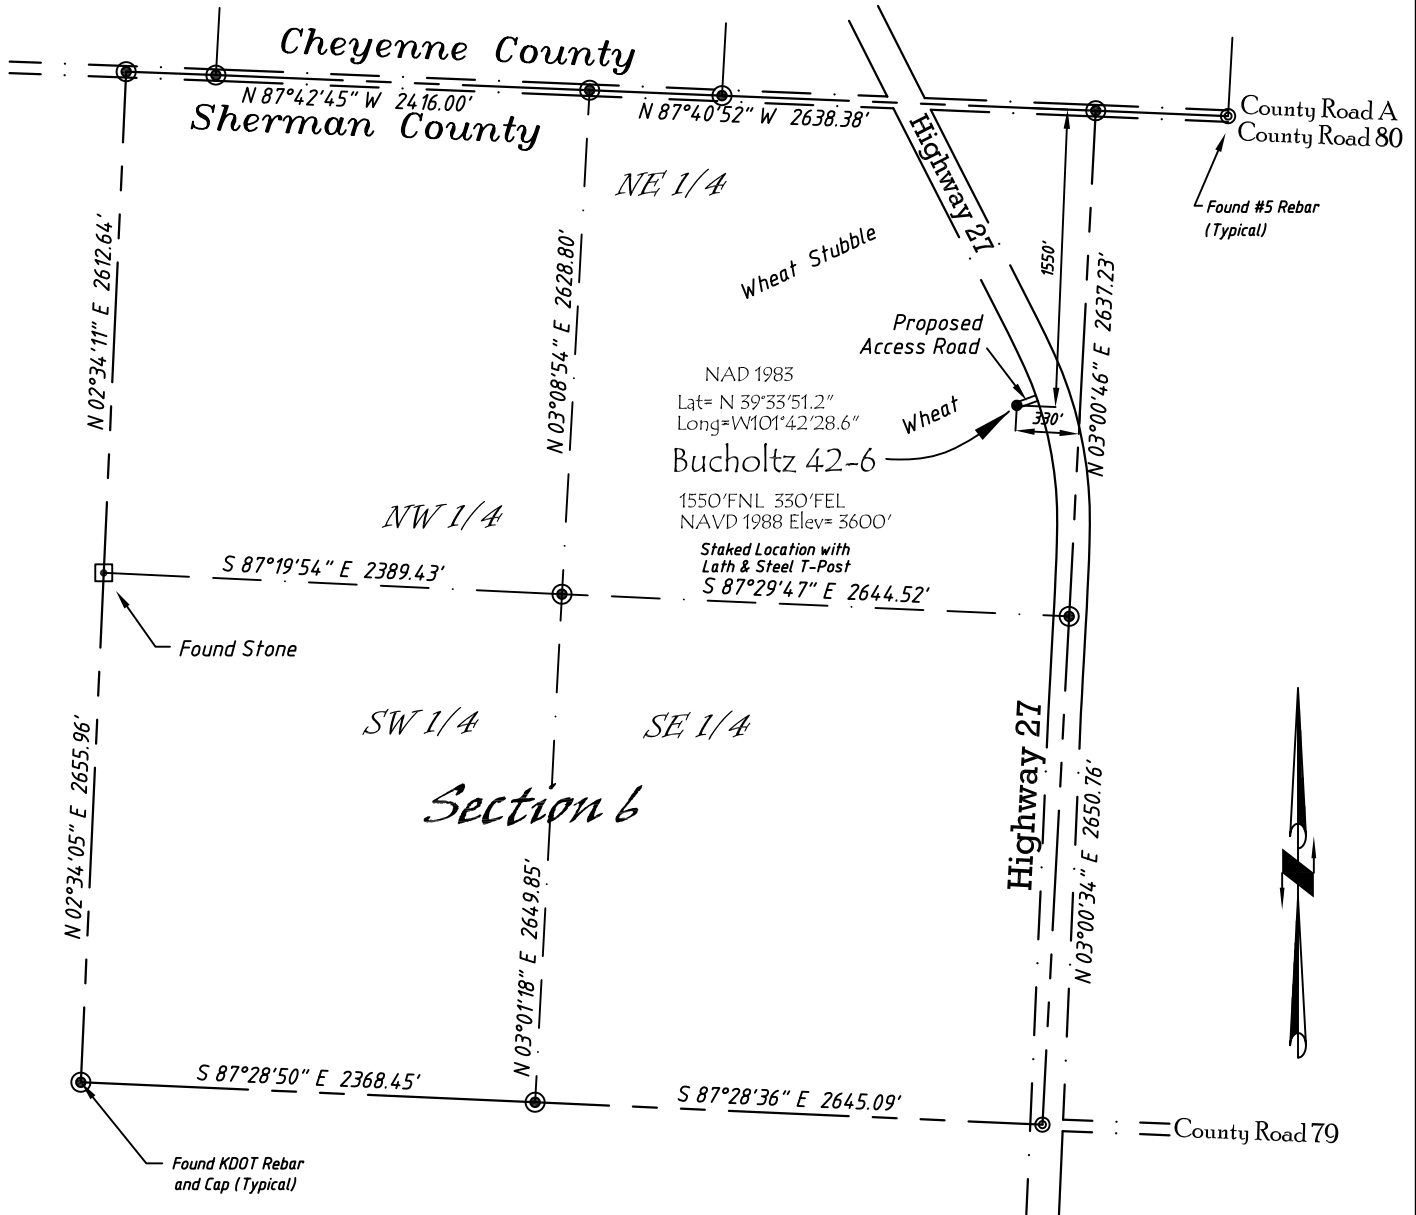 Cheyenne County
N 87°42'45" W 2416.00'
Sherman County
N 87°40'52" W 2638.38'
County Road A
County Road 80
Found #5 Rebar
(Typical)
Highway 27
NE 1/4
Wheat Stubble
1550'
N 02°34'11" E 2612.64'
N 03°08'54" E 2628.80'
N 03°00'46" E 2637.23'
Proposed
Access Road
NAD 1983
Lat= N 39°33'51.2"
Long=W101°42'28.6"
Wheat
330'
Bucholtz 42-6
1550'FNL 330'FEL
NAVD 1988 Elev= 3600'
Staked Location with
Lath & Steel T-Post
NW 1/4
S 87°19'54" E 2389.43'
S 87°29'47" E 2644.52'
Found Stone
SW 1/4
SE 1/4
Section 6
Highway 27
N 02°34'05" E 2655.96'
N 03°01'18" E 2649.85'
N 03°00'34" E 2650.76'
S 87°28'50" E 2368.45'
S 87°28'36" E 2645.09'
County Road 79
Found KDOT Rebar
and Cap (Typical)